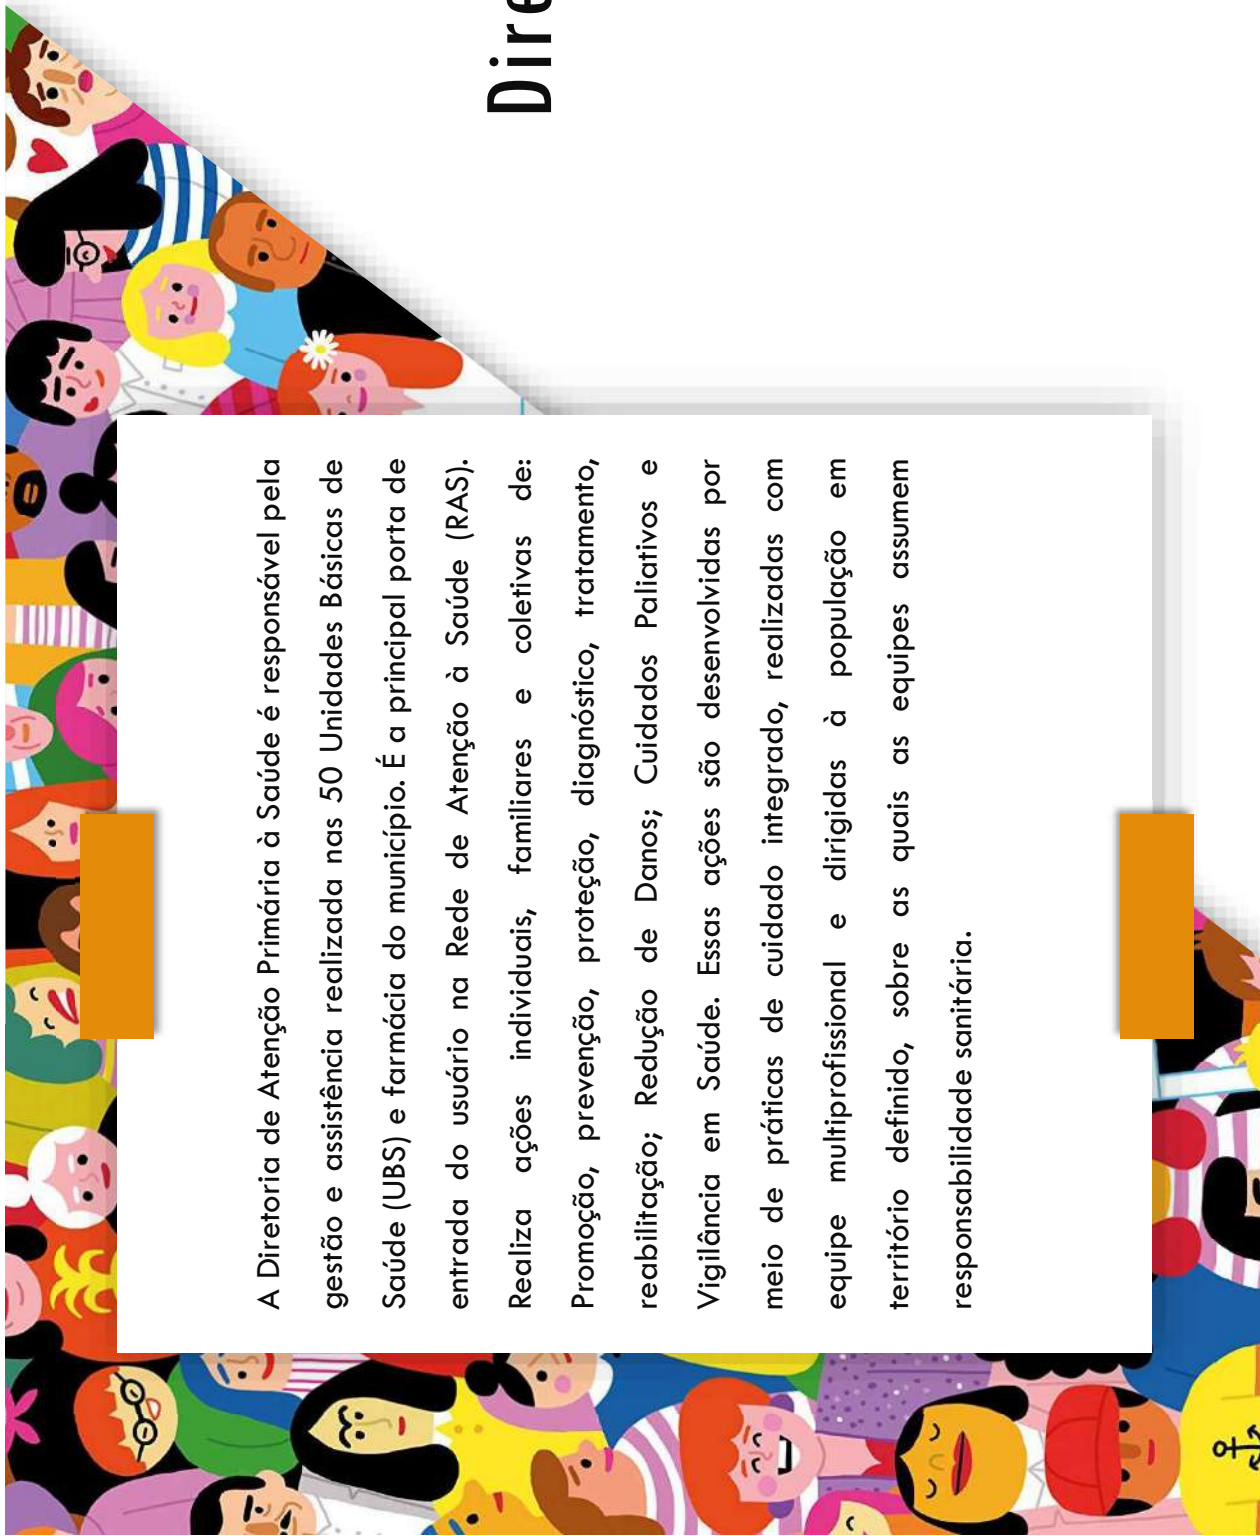 Dire
A Diretoria de Atenção Primária à Saúde é responsável pela
gestão e assistência realizada nas 50 Unidades Básicas de
Saúde (UBS) e farmácia do município. É a principal porta de
entrada do usuário na Rede de Atenção à Saúde (RAS).
Realiza ações individuais, familiares e coletivas de:
Promoção, prevenção, proteção, diagnóstico, tratamento,
reabilitação; Redução de Danos; Cuidados Paliativos e
Vigilância em Saúde. Essas ações são desenvolvidas por
meio de práticas de cuidado integrado, realizadas com
equipe multiprofissional e dirigidas à população em
território definido, sobre as quais as equipes assumem
responsabilidade sanitária.